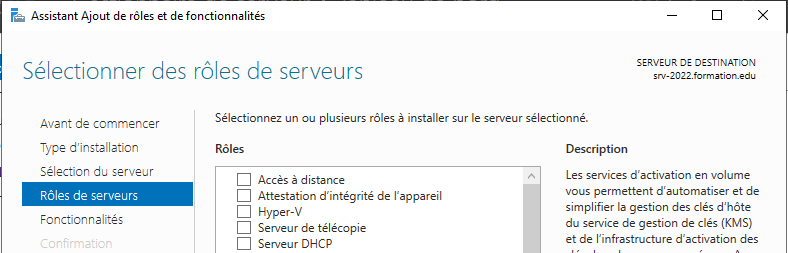 Assistant Ajout de rôles et de fonctionnalités
Sélectionner des rôles de serveurs
SERVEUR DE DESTINATION
srv-2022.formation.edu
Avant de commencer
Type d'installation
Sélection du serveur
Rôles de serveurs
Fonctionnalités
Confirmation
Sélectionnez un ou plusieurs rôles à installer sur le serveur sélectionné.
Rôles
Accès à distance
Attestation d'intégrité de l'appareil
Hyper-V
Serveur de télécopie
Serveur DHCP
Description
Les services d'activation en volume
vous permettent d'automatiser et de
simplifier la gestion des clés d'hôte
du service de gestion de clés (KMS)
et de l'infrastructure d'activation des